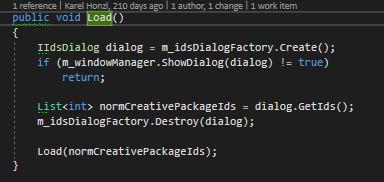 1 reference | Karel Honzl, 210 days ago | 1 author, 1 change | 1 work item
public void Load()
{
IIdsDialog dialog = m_idsDialogFactory.Create();
if (m_windowManager.ShowDialog(dialog) != true)
return;
List<int> normCreativePackageIds = dialog.GetIds();
m_idsDialogFactory.Destroy(dialog);
Load(normCreativePackageIds);
}